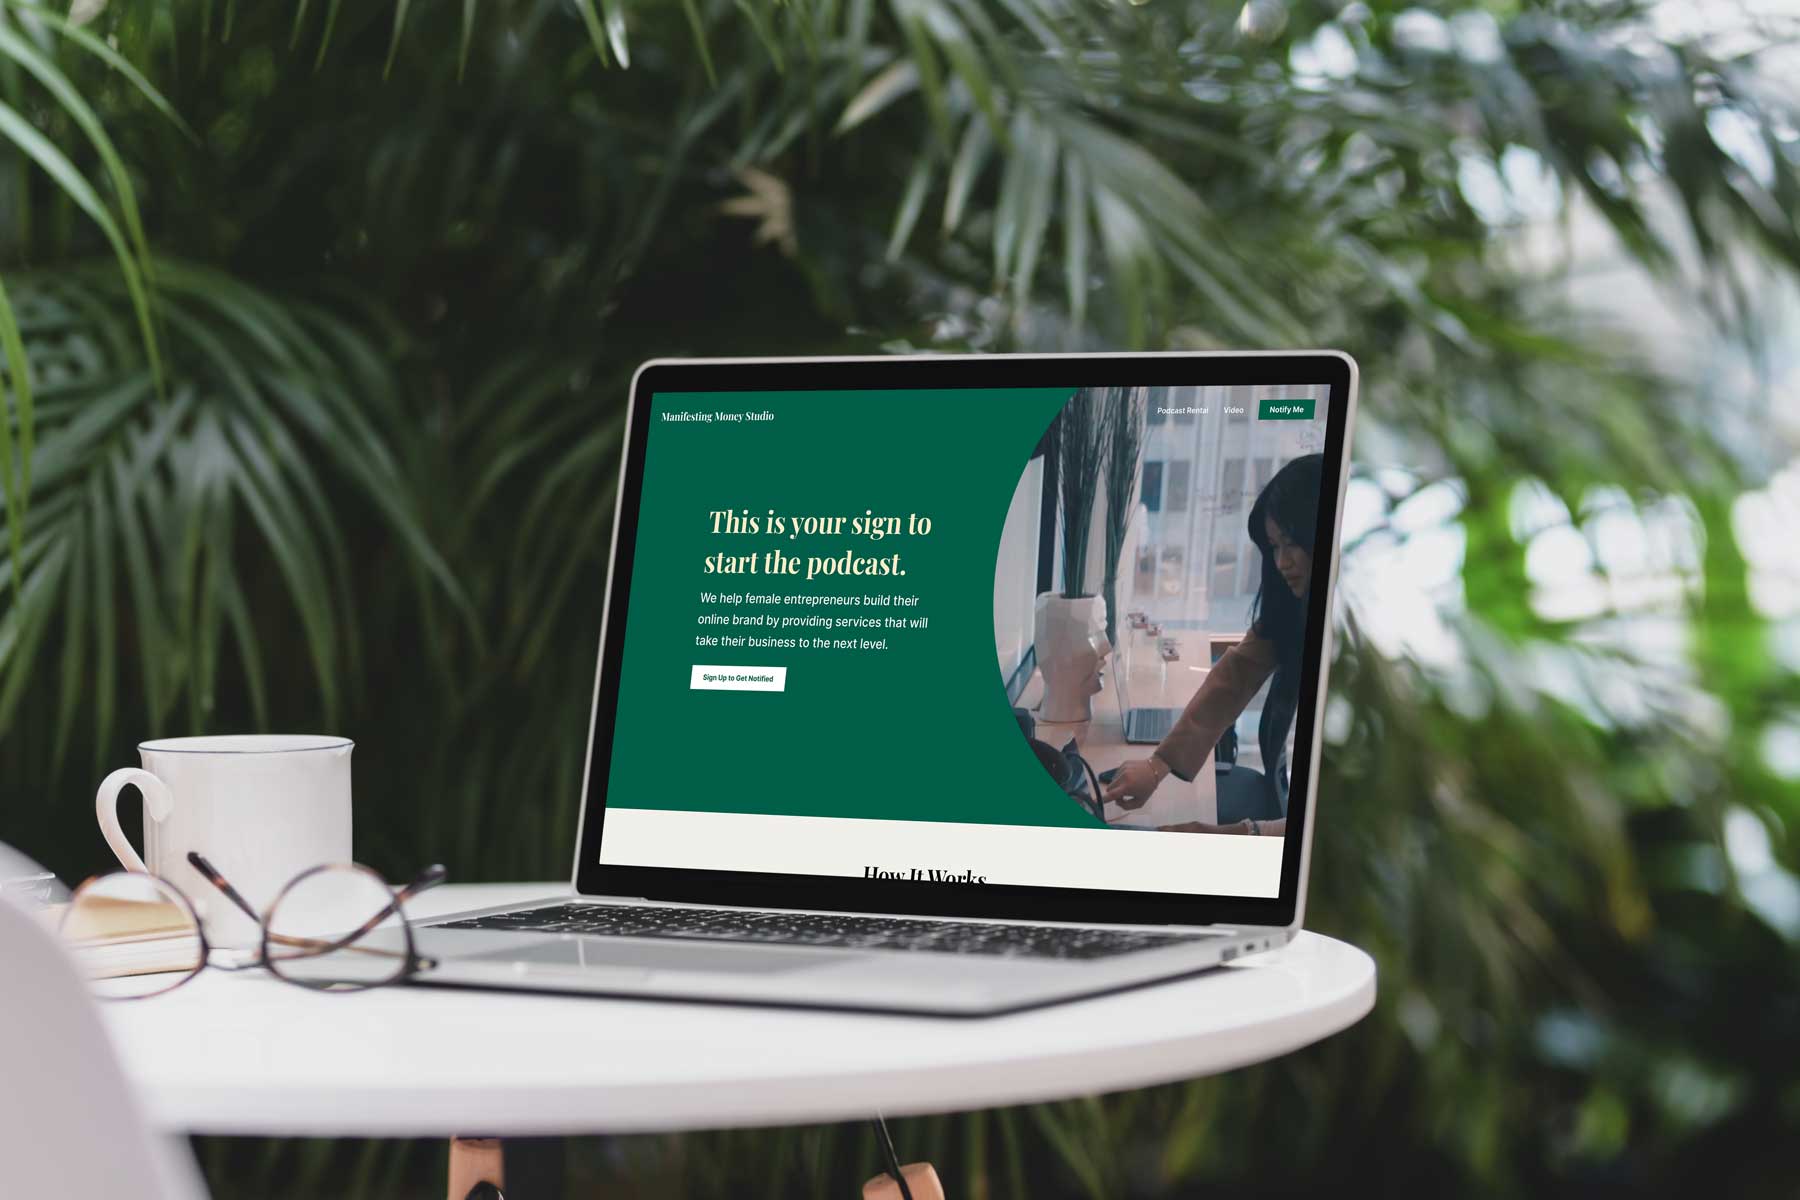 Manifesting Money Studio
Podcast Rental
Video
Notify Me
This is your sign to
start the podcast.
We help female entrepreneurs build their
online brand by providing services that will
take their business to the next level.
Sign Up to Get Notified
How It Works